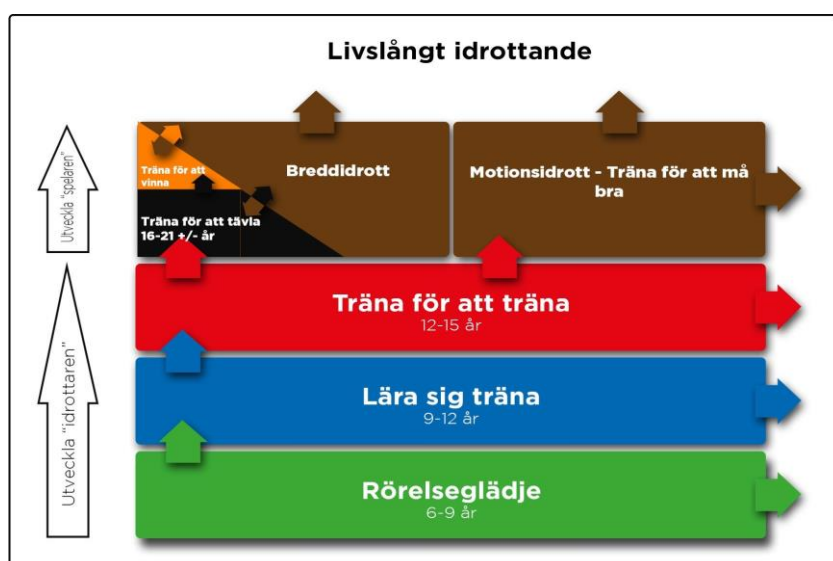 Livslångt idrottande
Utveckla "spelaren"
Träna för att
vinna
Träna för att tävla
16-21 +/- år
Breddidrott
Motionsidrott - Träna för att må
bra
Utveckla "idrottaren"
Träna för att träna
12-15 år
Lära sig träna
9-12 år
Rörelseglädje
6-9 år